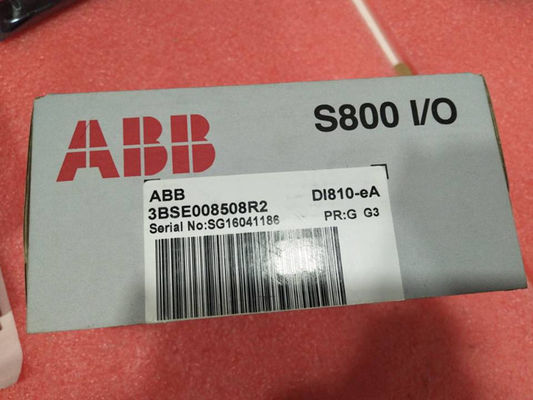 ABB
S800 I/O
ABB
3BSE008508R2
DI810-eA
Serial No:SG16041186
PR:G G3